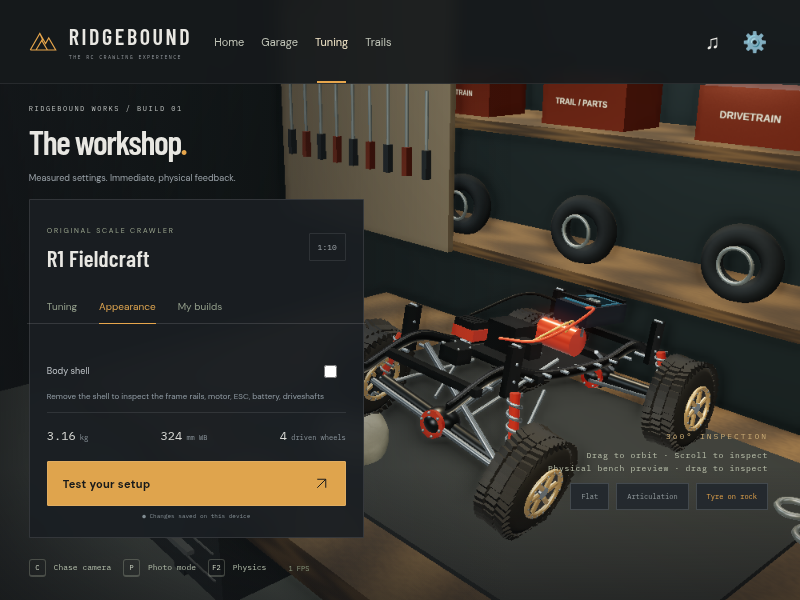 RIDGEBOUND
THE RC CRAWLING EXPERIENCE
Home Garage Tuning Trails
RIDGEBOUND WORKS / BUILD 01
The workshop.
Measured settings. Immediate, physical feedback.
ORIGINAL SCALE CRAWLER
R1 Fieldcraft
1:10
Tuning Appearance My builds
Body shell
Remove the shell to inspect the frame rails, motor, ESC, battery, driveshafts
3.16 kg 324 mm WB 4 driven wheels
Test your setup
Changes saved on this device
C Chase camera P Photo mode F2 Physics 1 FPS
TRAIN
TRAIL / PARTS
DRIVETRAIN
360° INSPECTION
Drag to orbit · Scroll to inspect
Physical bench preview · drag to inspect
Flat Articulation Tyre on rock